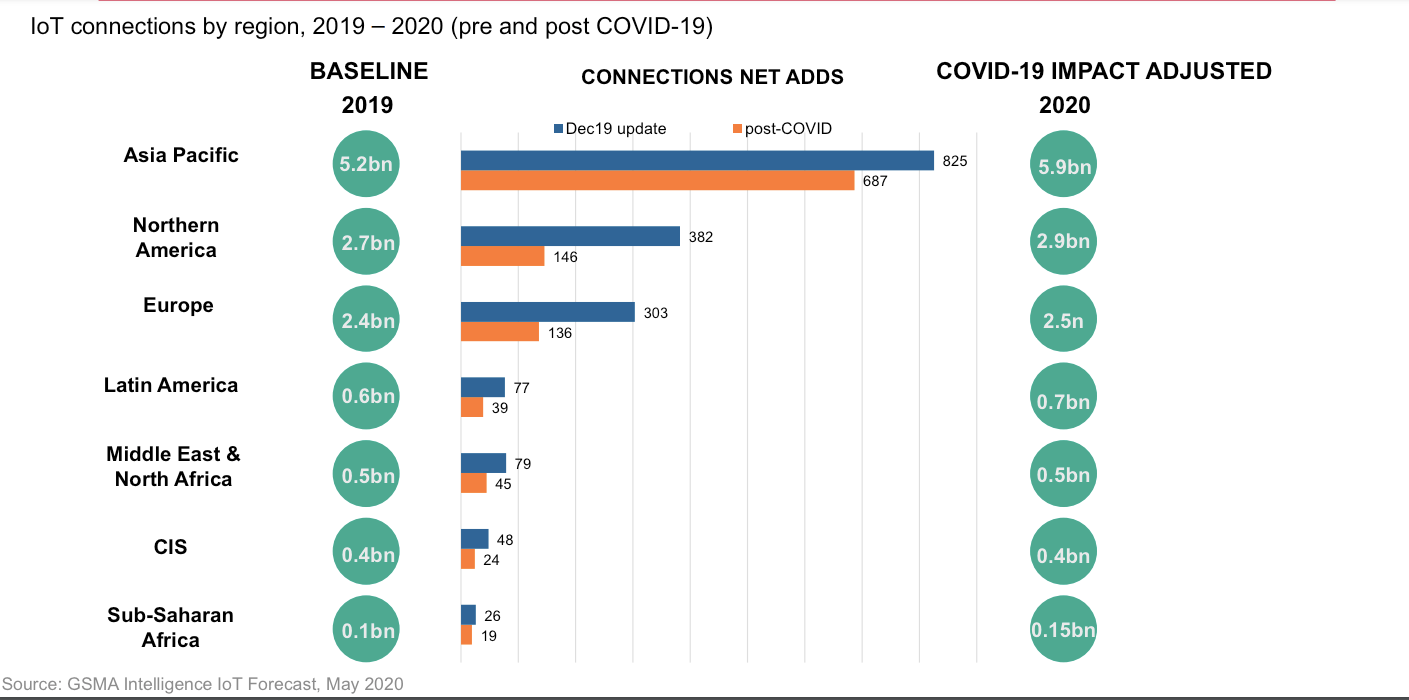 IoT connections by region, 2019 – 2020 (pre and post COVID-19)
BASELINE
2019
CONNECTIONS NET ADDS
COVID-19 IMPACT ADJUSTED
2020
Dec19 update
post-COVID
Asia Pacific
5.2bn
825
687
5.9bn
Northern
America
2.7bn
382
146
2.9bn
Europe
2.4bn
303
136
2.5n
Latin America
0.6bn
77
39
0.7bn
Middle East &
North Africa
0.5bn
79
45
0.5bn
CIS
0.4bn
48
24
0.4bn
Sub-Saharan
Africa
0.1bn
26
19
0.15bn
Source: GSMA Intelligence IoT Forecast, May 2020